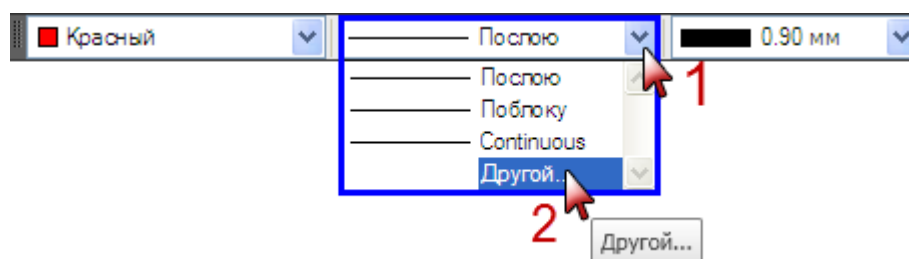 Красный Послою 0.90 мм
1
Послою
Поблоку
Continuous
Другой...
2
Другой...